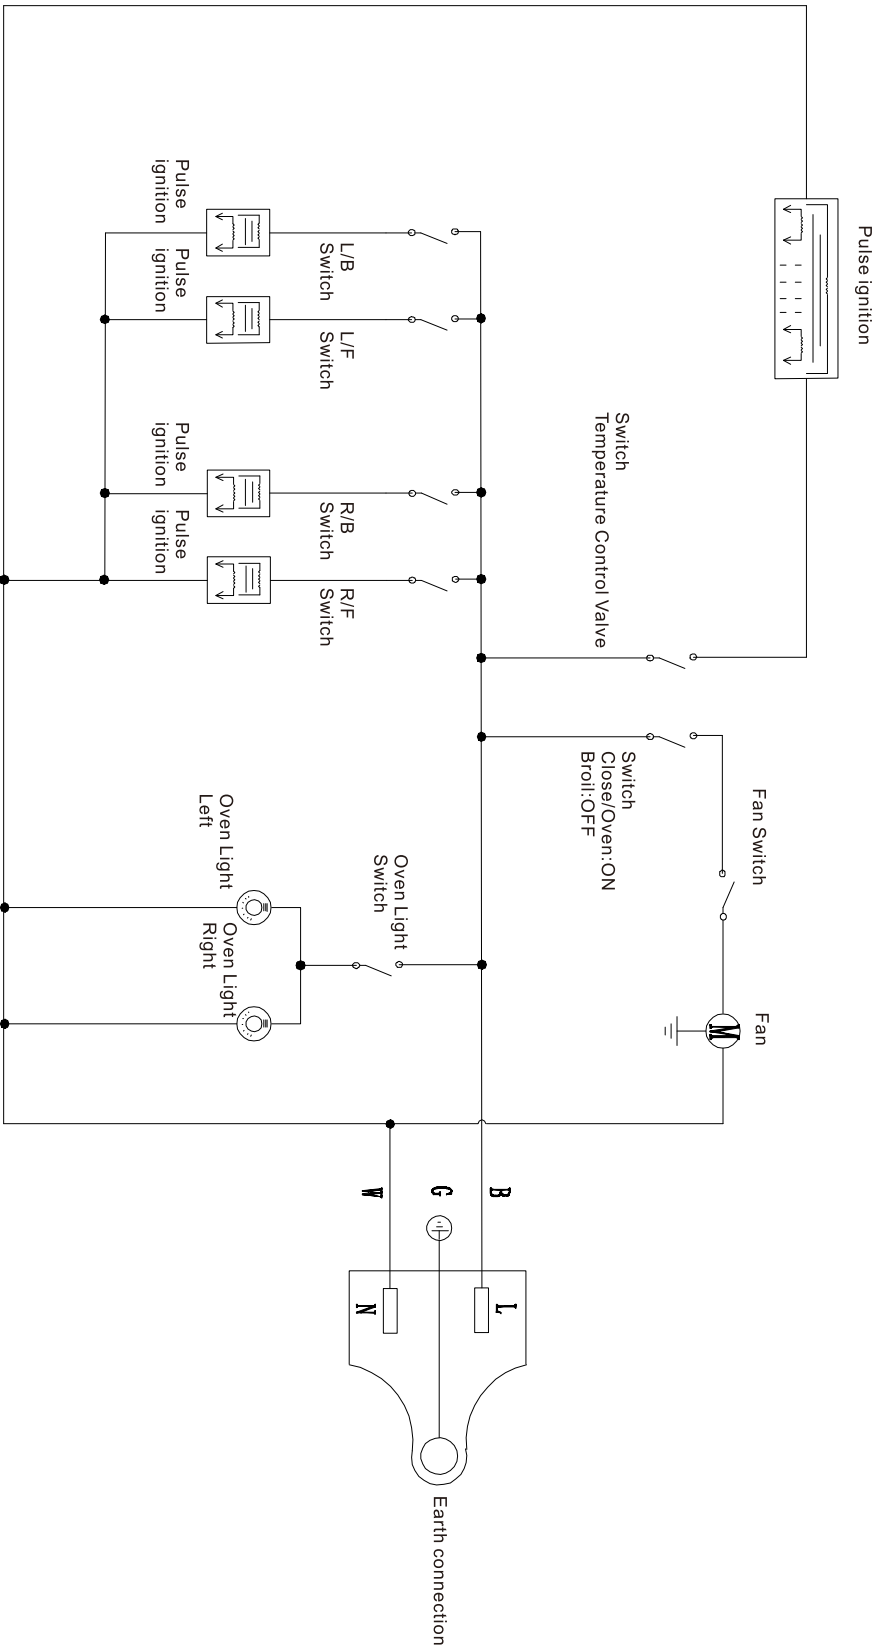 Pulse ignition
Switch
Temperature Control Valve
Switch
Close/Oven:ON
Broil:OFF
Fan Switch
Fan
M
L/B
Switch
L/F
Switch
R/B
Switch
R/F
Switch
Pulse
ignition
Pulse
ignition
Pulse
ignition
Pulse
ignition
Oven Light
Switch
Oven Light
Left
Oven Light
Right
B
G
W
L
N
Earth connection